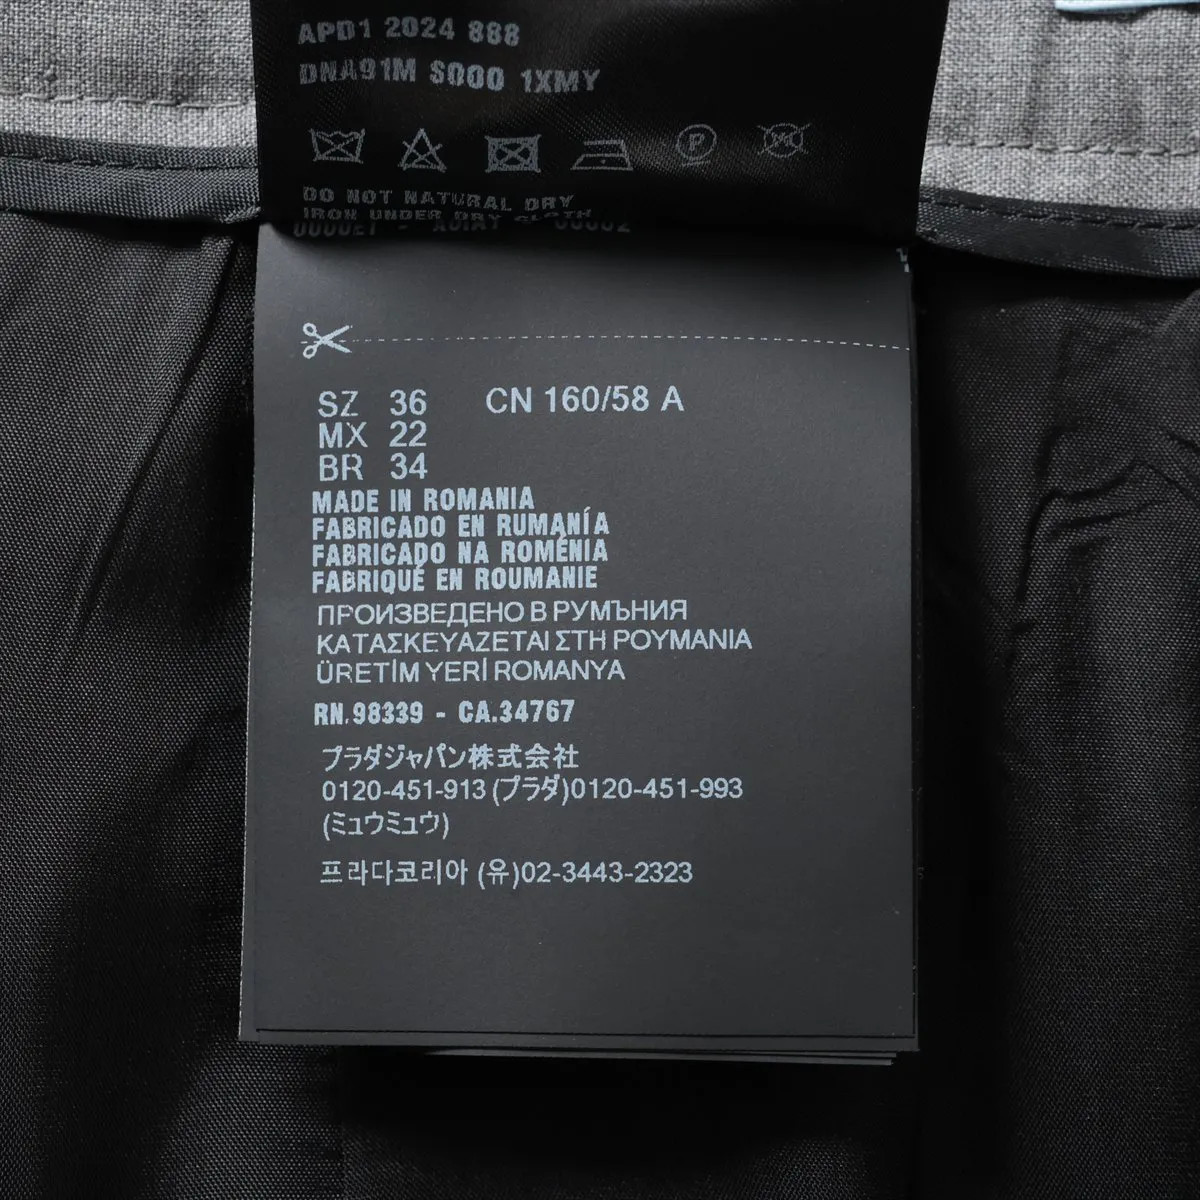 APD1 2024 888
DNA91M S000 1XMY
DO NOT NATURAL DRY
IRON UNDER DRY CLOTH
SZ 36 CN 160/58 A
MX 22
BR 34
MADE IN ROMANIA
FABRICADO EN RUMANÍA
FABRICADO NA ROMÉNIA
FABRIQUÉ EN ROUMANIE
ПРОИЗВЕДЕНО В РУМЪНИЯ
ΚΑΤΑΣΚΕΥΑΖΕΤΑΙ ΣΤΗ ΡΟΥΜΑΝΙΑ
ÜRETİM YERİ ROMANYA
RN.98339 - CA.34767
プラダジャパン株式会社
0120-451-913 (プラダ)0120-451-993
(ミュウミュウ)
프라다코리아 (유)02-3443-2323